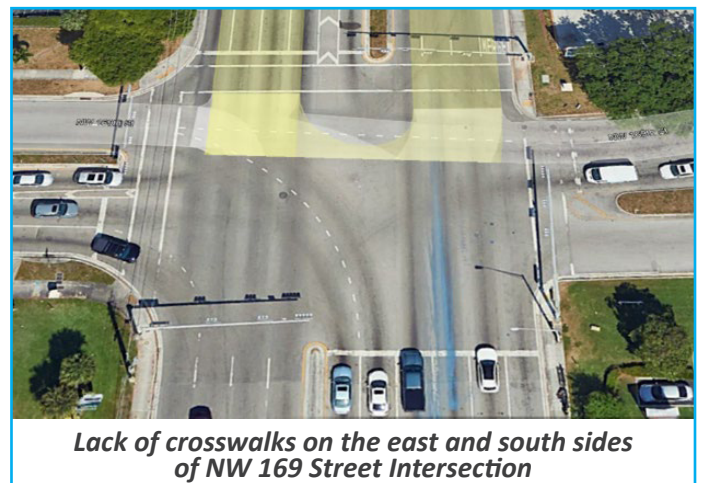 Lack of crosswalks on the east and south sides
of NW 169 Street Intersection